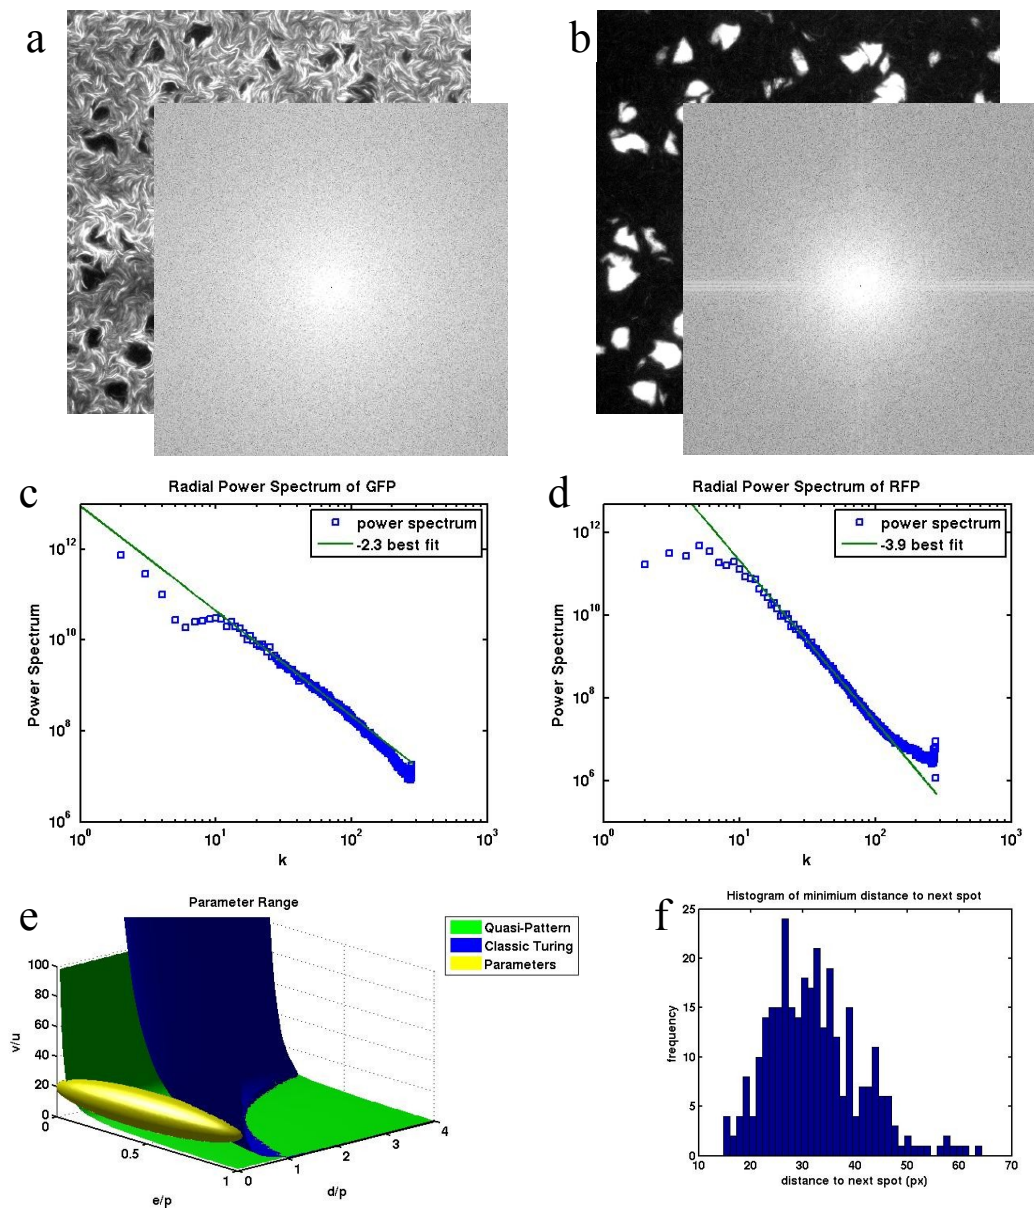 a
b
c
Radial Power Spectrum of GFP
power spectrum
-2.3 best fit
Power Spectrum
10^12
10^10
10^8
10^6
10^0
10^1
10^2
10^3
k
d
Radial Power Spectrum of RFP
power spectrum
-3.9 best fit
Power Spectrum
10^12
10^10
10^8
10^6
10^0
10^1
10^2
10^3
k
e
Parameter Range
Quasi-Pattern
Classic Turing
Parameters
v/u
100
80
60
40
20
0
0
0.5
1
e/p
0
1
2
3
4
d/p
f
Histogram of minimium distance to next spot
frequency
25
20
15
10
5
0
10
20
30
40
50
60
70
distance to next spot (px)